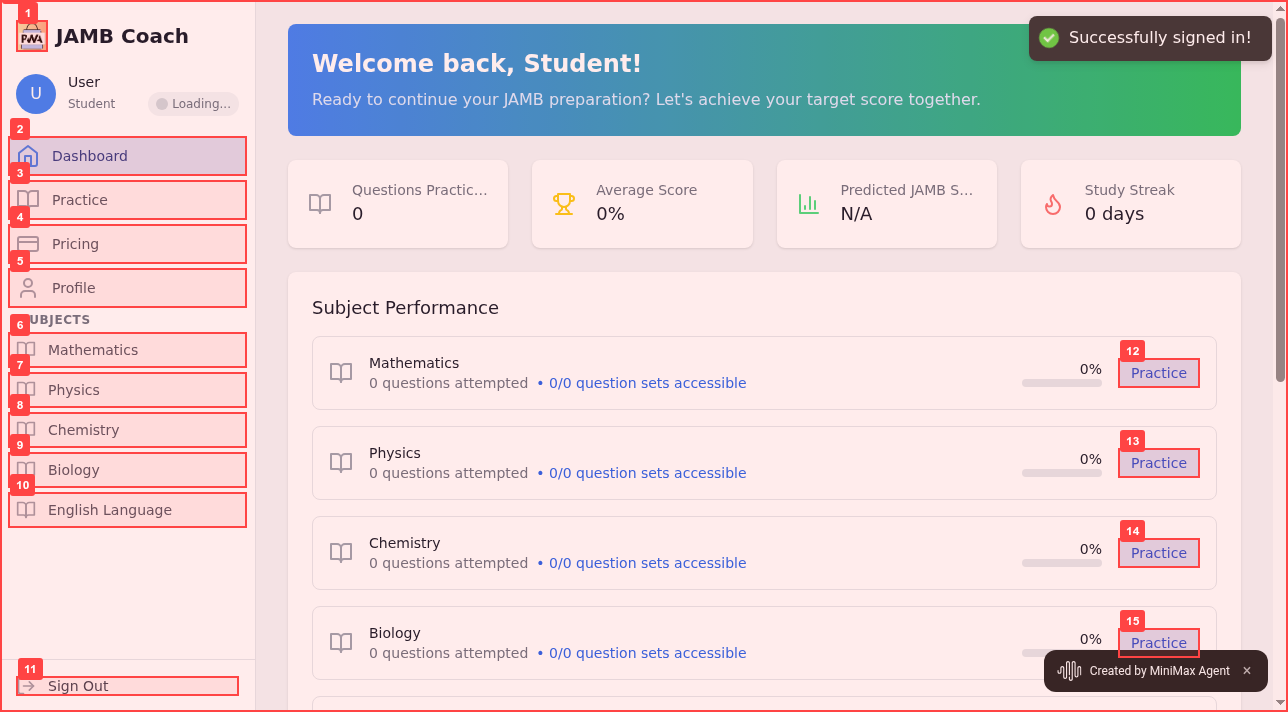 1
PWA
JAMB Coach
U
User
Student
Loading...
2
Dashboard
3
Practice
4
Pricing
5
Profile
UBJECTS
6
Mathematics
7
Physics
8
Chemistry
9
Biology
10
English Language
11
Sign Out
Welcome back, Student!
Ready to continue your JAMB preparation? Let's achieve your target score together.
Successfully signed in!
Questions Practic...
0
Average Score
0%
Predicted JAMB S...
N/A
Study Streak
0 days
Subject Performance
Mathematics
0 questions attempted • 0/0 question sets accessible
0%
12
Practice
Physics
0 questions attempted • 0/0 question sets accessible
0%
13
Practice
Chemistry
0 questions attempted • 0/0 question sets accessible
0%
14
Practice
Biology
0 questions attempted • 0/0 question sets accessible
0%
15
Practice
Created by MiniMax Agent ×